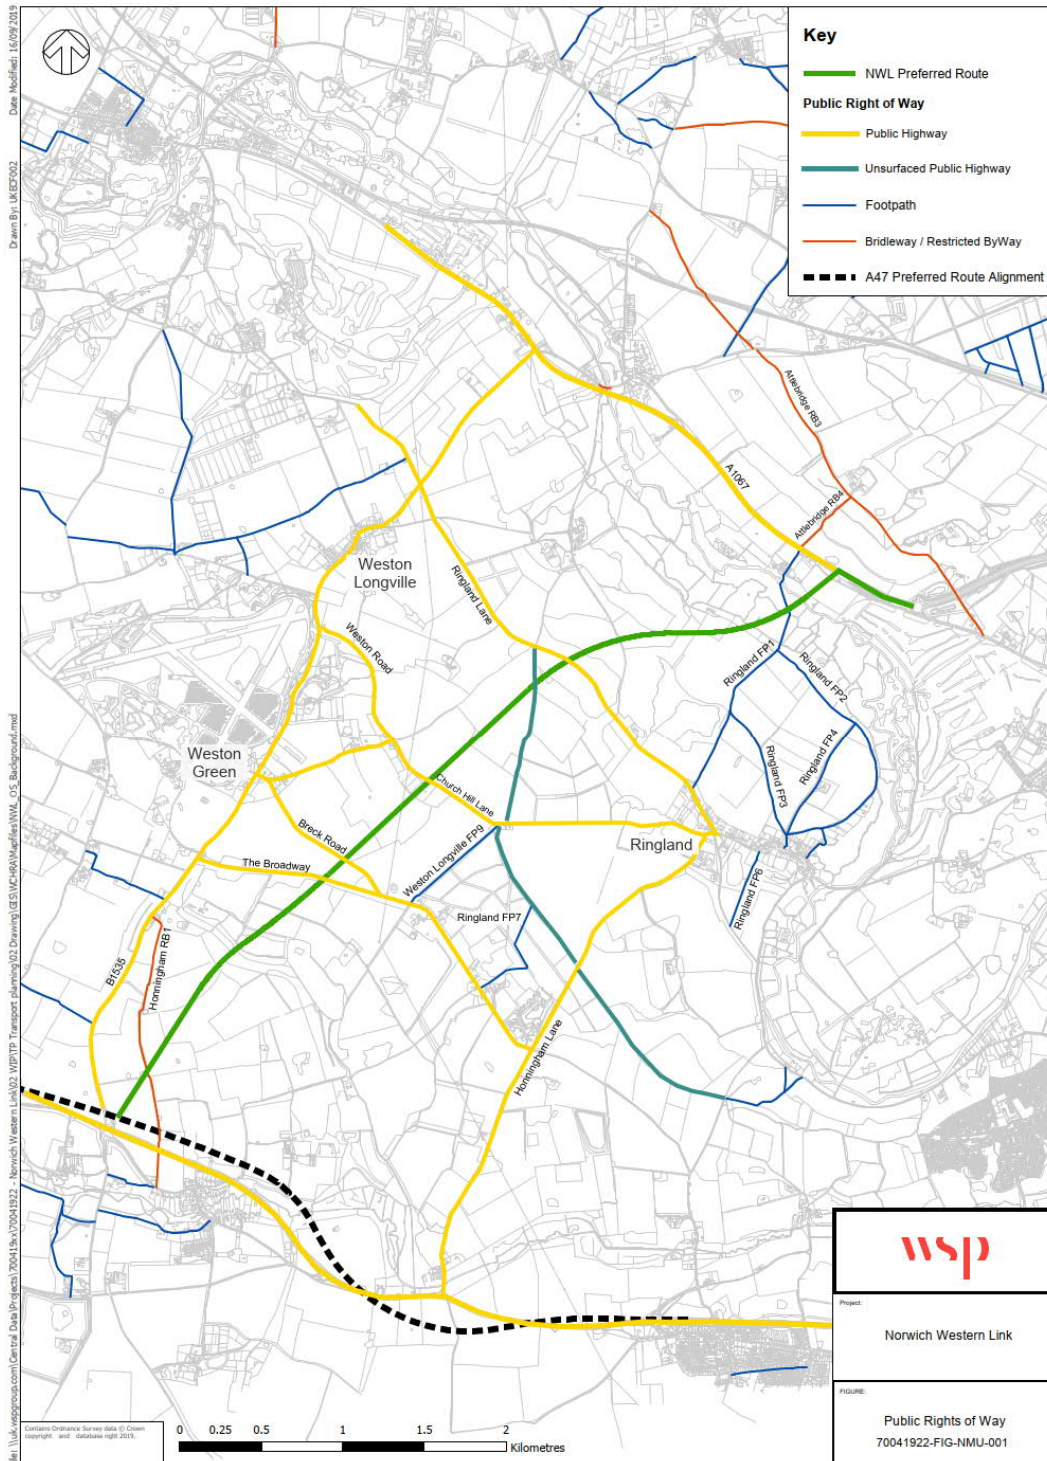 Key
NWL Preferred Route
Public Right of Way
Public Highway
Unsurfaced Public Highway
Footpath
Bridleway / Restricted ByWay
A47 Preferred Route Alignment
Date Modified: 16/09/2019
Drawn By: UKECF002
Attlebridge RB3
A1067
Attlebridge RB4
Weston
Longville
Ringland Lane
Weston Road
Ringland FP1
Ringland FP2
Weston
Green
Ringland FP4
Ringland FP3
Church Hill Lane
Breck Road
Ringland
The Broadway
Weston Longville FP9
Ringland FP6
Ringland FP7
B1535
Honningham RB1
Honningham Lane
wsp
Project:
Norwich Western Link
FIGURE:
Public Rights of Way
70041922-FIG-NMU-001
Contains Ordnance Survey data © Crown
copyright and database right 2019.
0 0.25 0.5 1 1.5 2
Kilometres